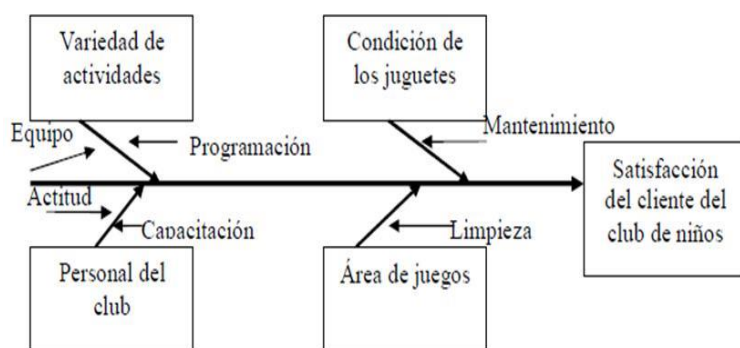 Variedad de
actividades
Condición de
los juguetes
Equipo
Programación
Mantenimiento
Satisfacción
del cliente del
club de niños
Actitud
Capacitación
Limpieza
Personal del
club
Área de juegos